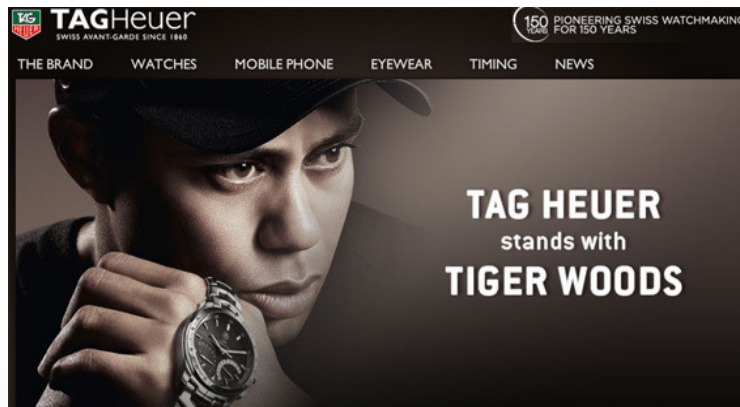 TAG
HEUER
TAGHeuer
SWISS AVANT-GARDE SINCE 1860
150
YEARS
PIONEERING SWISS WATCHMAKING
FOR 150 YEARS
THE BRAND WATCHES MOBILE PHONE EYEWEAR TIMING NEWS
TAG HEUER
stands with
TIGER WOODS